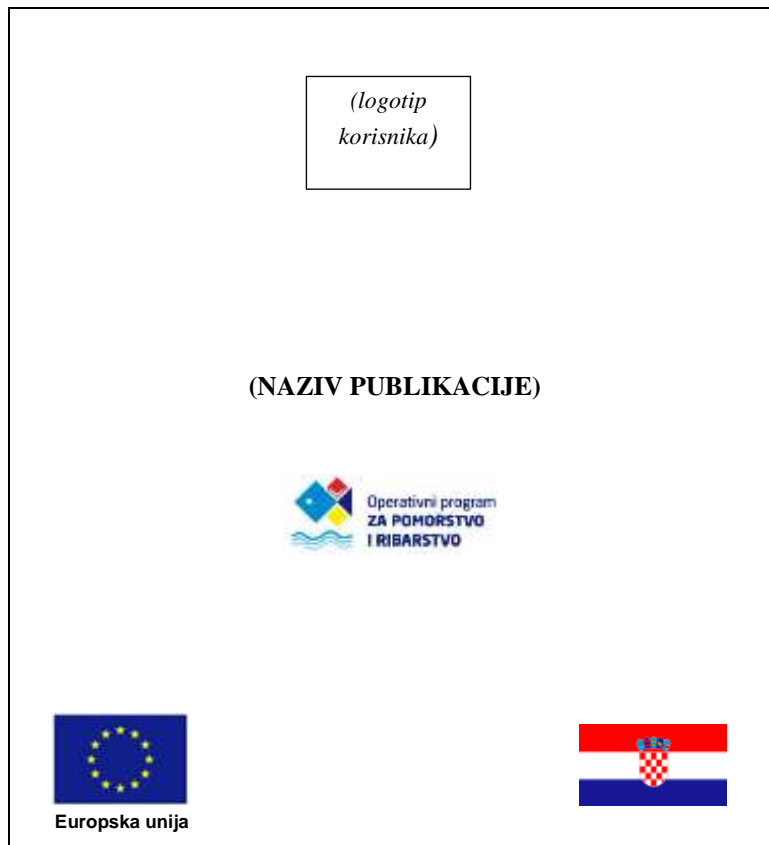 (logotip
korisnika)
(NAZIV PUBLIKACIJE)
Operativni program
ZA POMORSTVO
I RIBARSTVO
Europska unija